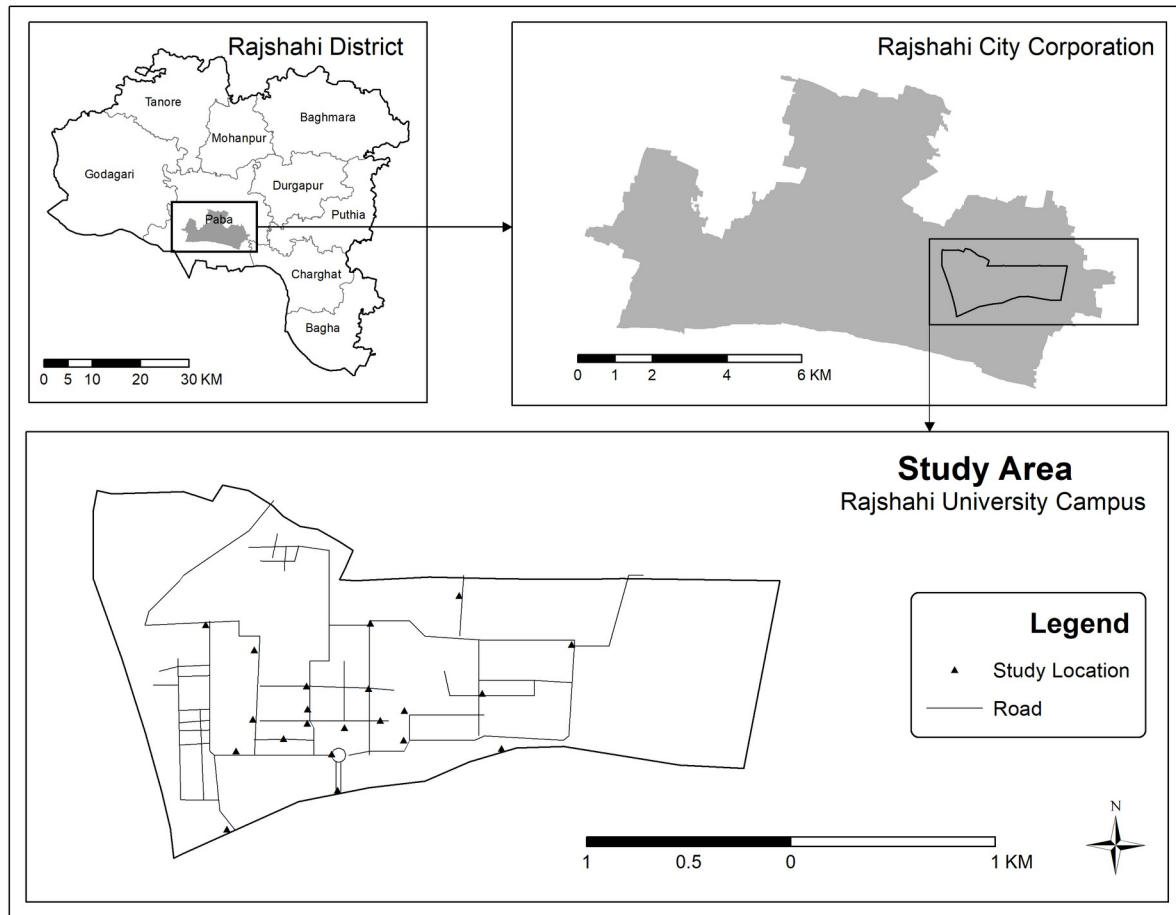 Rajshahi District
Tanore
Baghmara
Mohanpur
Godagari
Durgapur
Paba
Puthia
Charghat
Bagha
0 5 10 20 30 KM
Rajshahi City Corporation
0 1 2 4 6 KM
Study Area
Rajshahi University Campus
Legend
Study Location
Road
N
1 0.5 0 1 KM